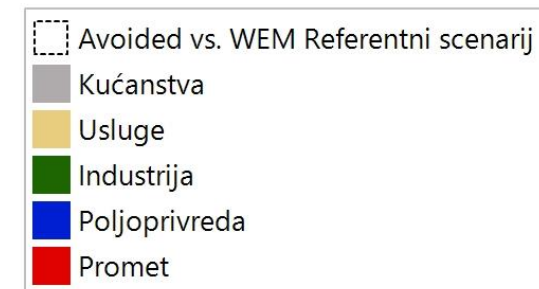 Avoided vs. WEM Referentni scenarij
Kućanstva
Usluge
Industrija
Poljoprivreda
Promet